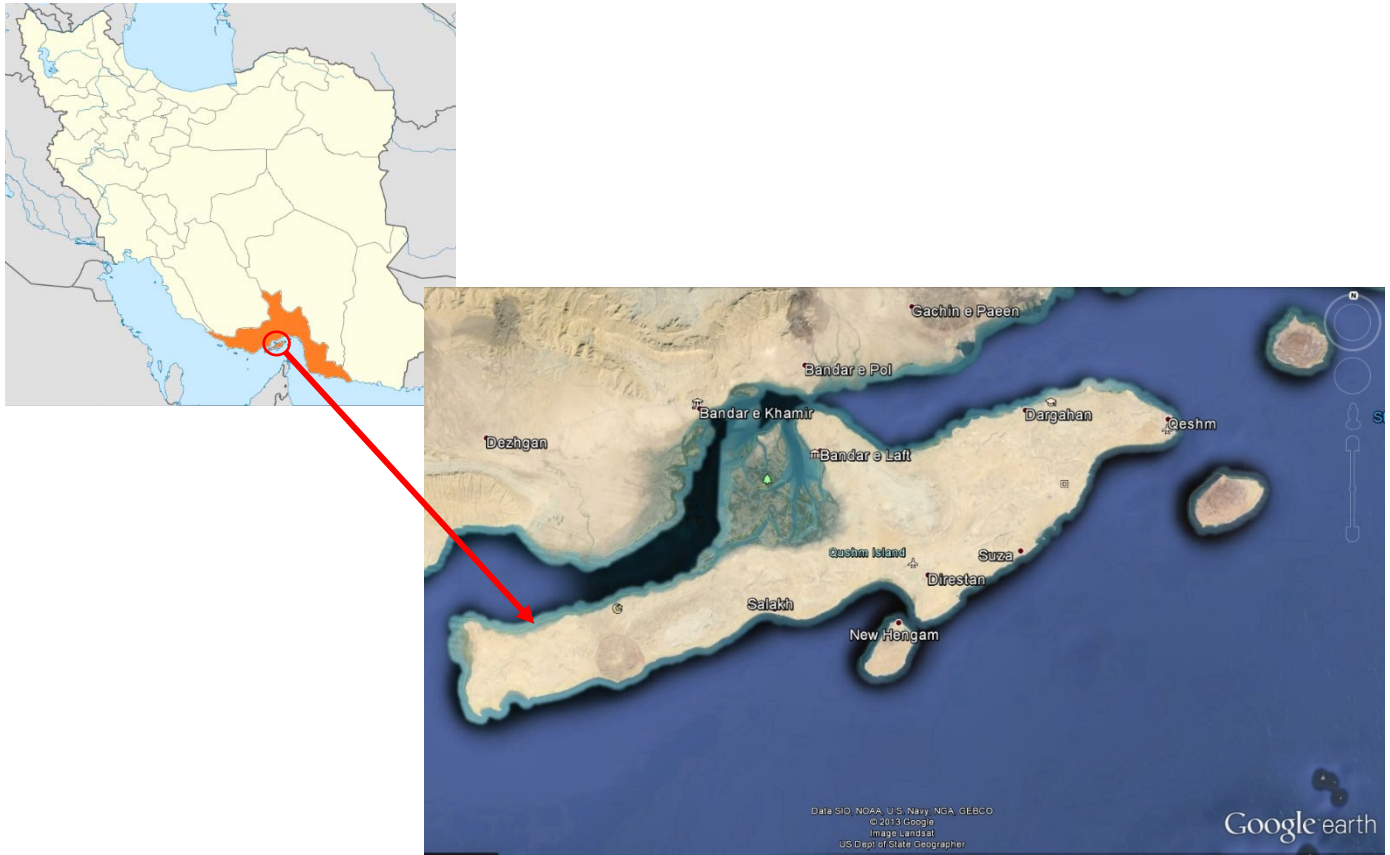 N
Gachin e Paeen
Bandar e Pol
Bandar e Khamir
Dargahan
Qeshm
Dezhgan
Bandar e Laft
Qushm Island
Suza
Direstan
Salakh
New Hengam
Data SIO, NOAA, U.S. Navy, NGA, GEBCO
© 2013 Google
Image Landsat
US Dept of State Geographer
Google earth